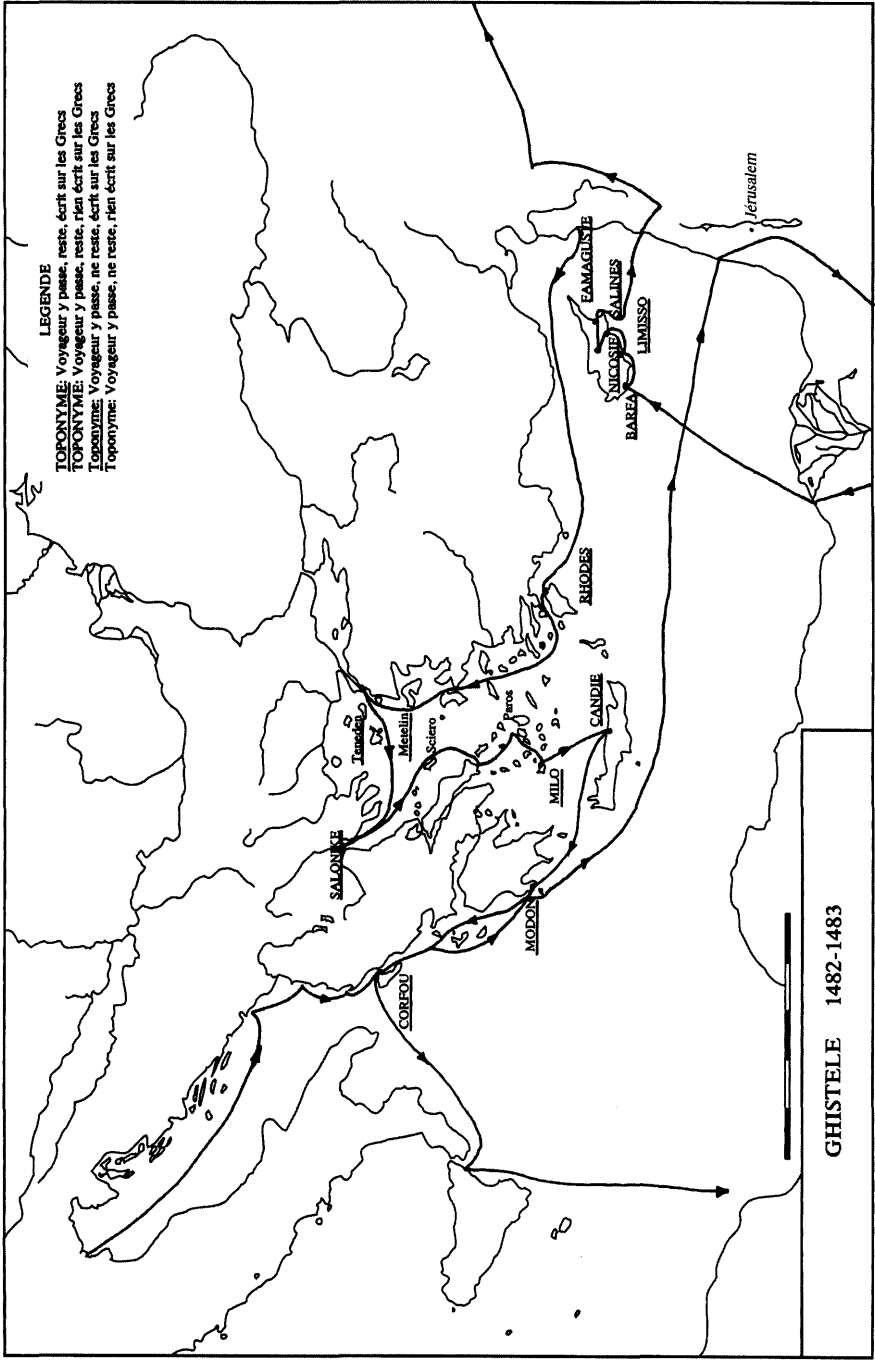 LEGENDE
TOPONYME: Voyageur y passe, reste, écrit sur les Grecs
TOPONYME: Voyageur y passe, reste, rien écrit sur les Grecs
Toponyme: Voyageur y passe, ne reste, écrit sur les Grecs
Toponyme: Voyageur y passe, ne reste, rien écrit sur les Grecs
SALONIKE
Teneden
Metelin
Sciero
Paros
CORFOU
MODON
MILO
CANDIE
RHODES
FAMAGUSTE
NICOSIE
SALINES
BARFA
LIMISSO
Jérusalem
GHISTELE 1482-1483